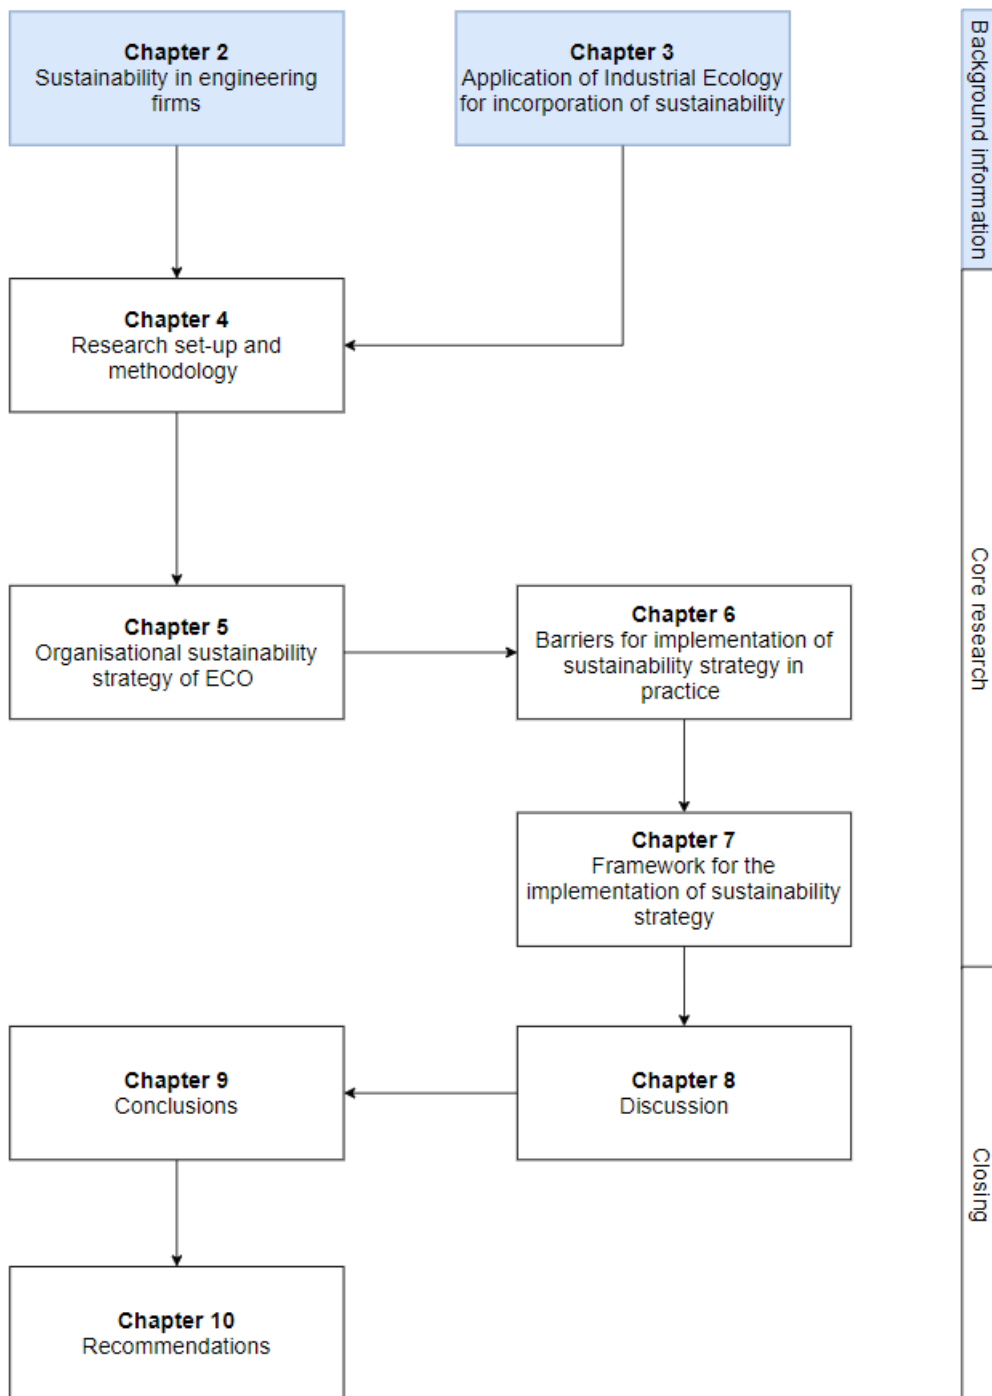 Chapter 2
Sustainability in engineering
firms
Chapter 3
Application of Industrial Ecology
for incorporation of sustainability
Background information
Chapter 4
Research set-up and
methodology
Core research
Chapter 5
Organisational sustainability
strategy of ECO
Chapter 6
Barriers for implementation of
sustainability strategy in
practice
Chapter 7
Framework for the
implementation of sustainability
strategy
Chapter 8
Discussion
Chapter 9
Conclusions
Closing
Chapter 10
Recommendations